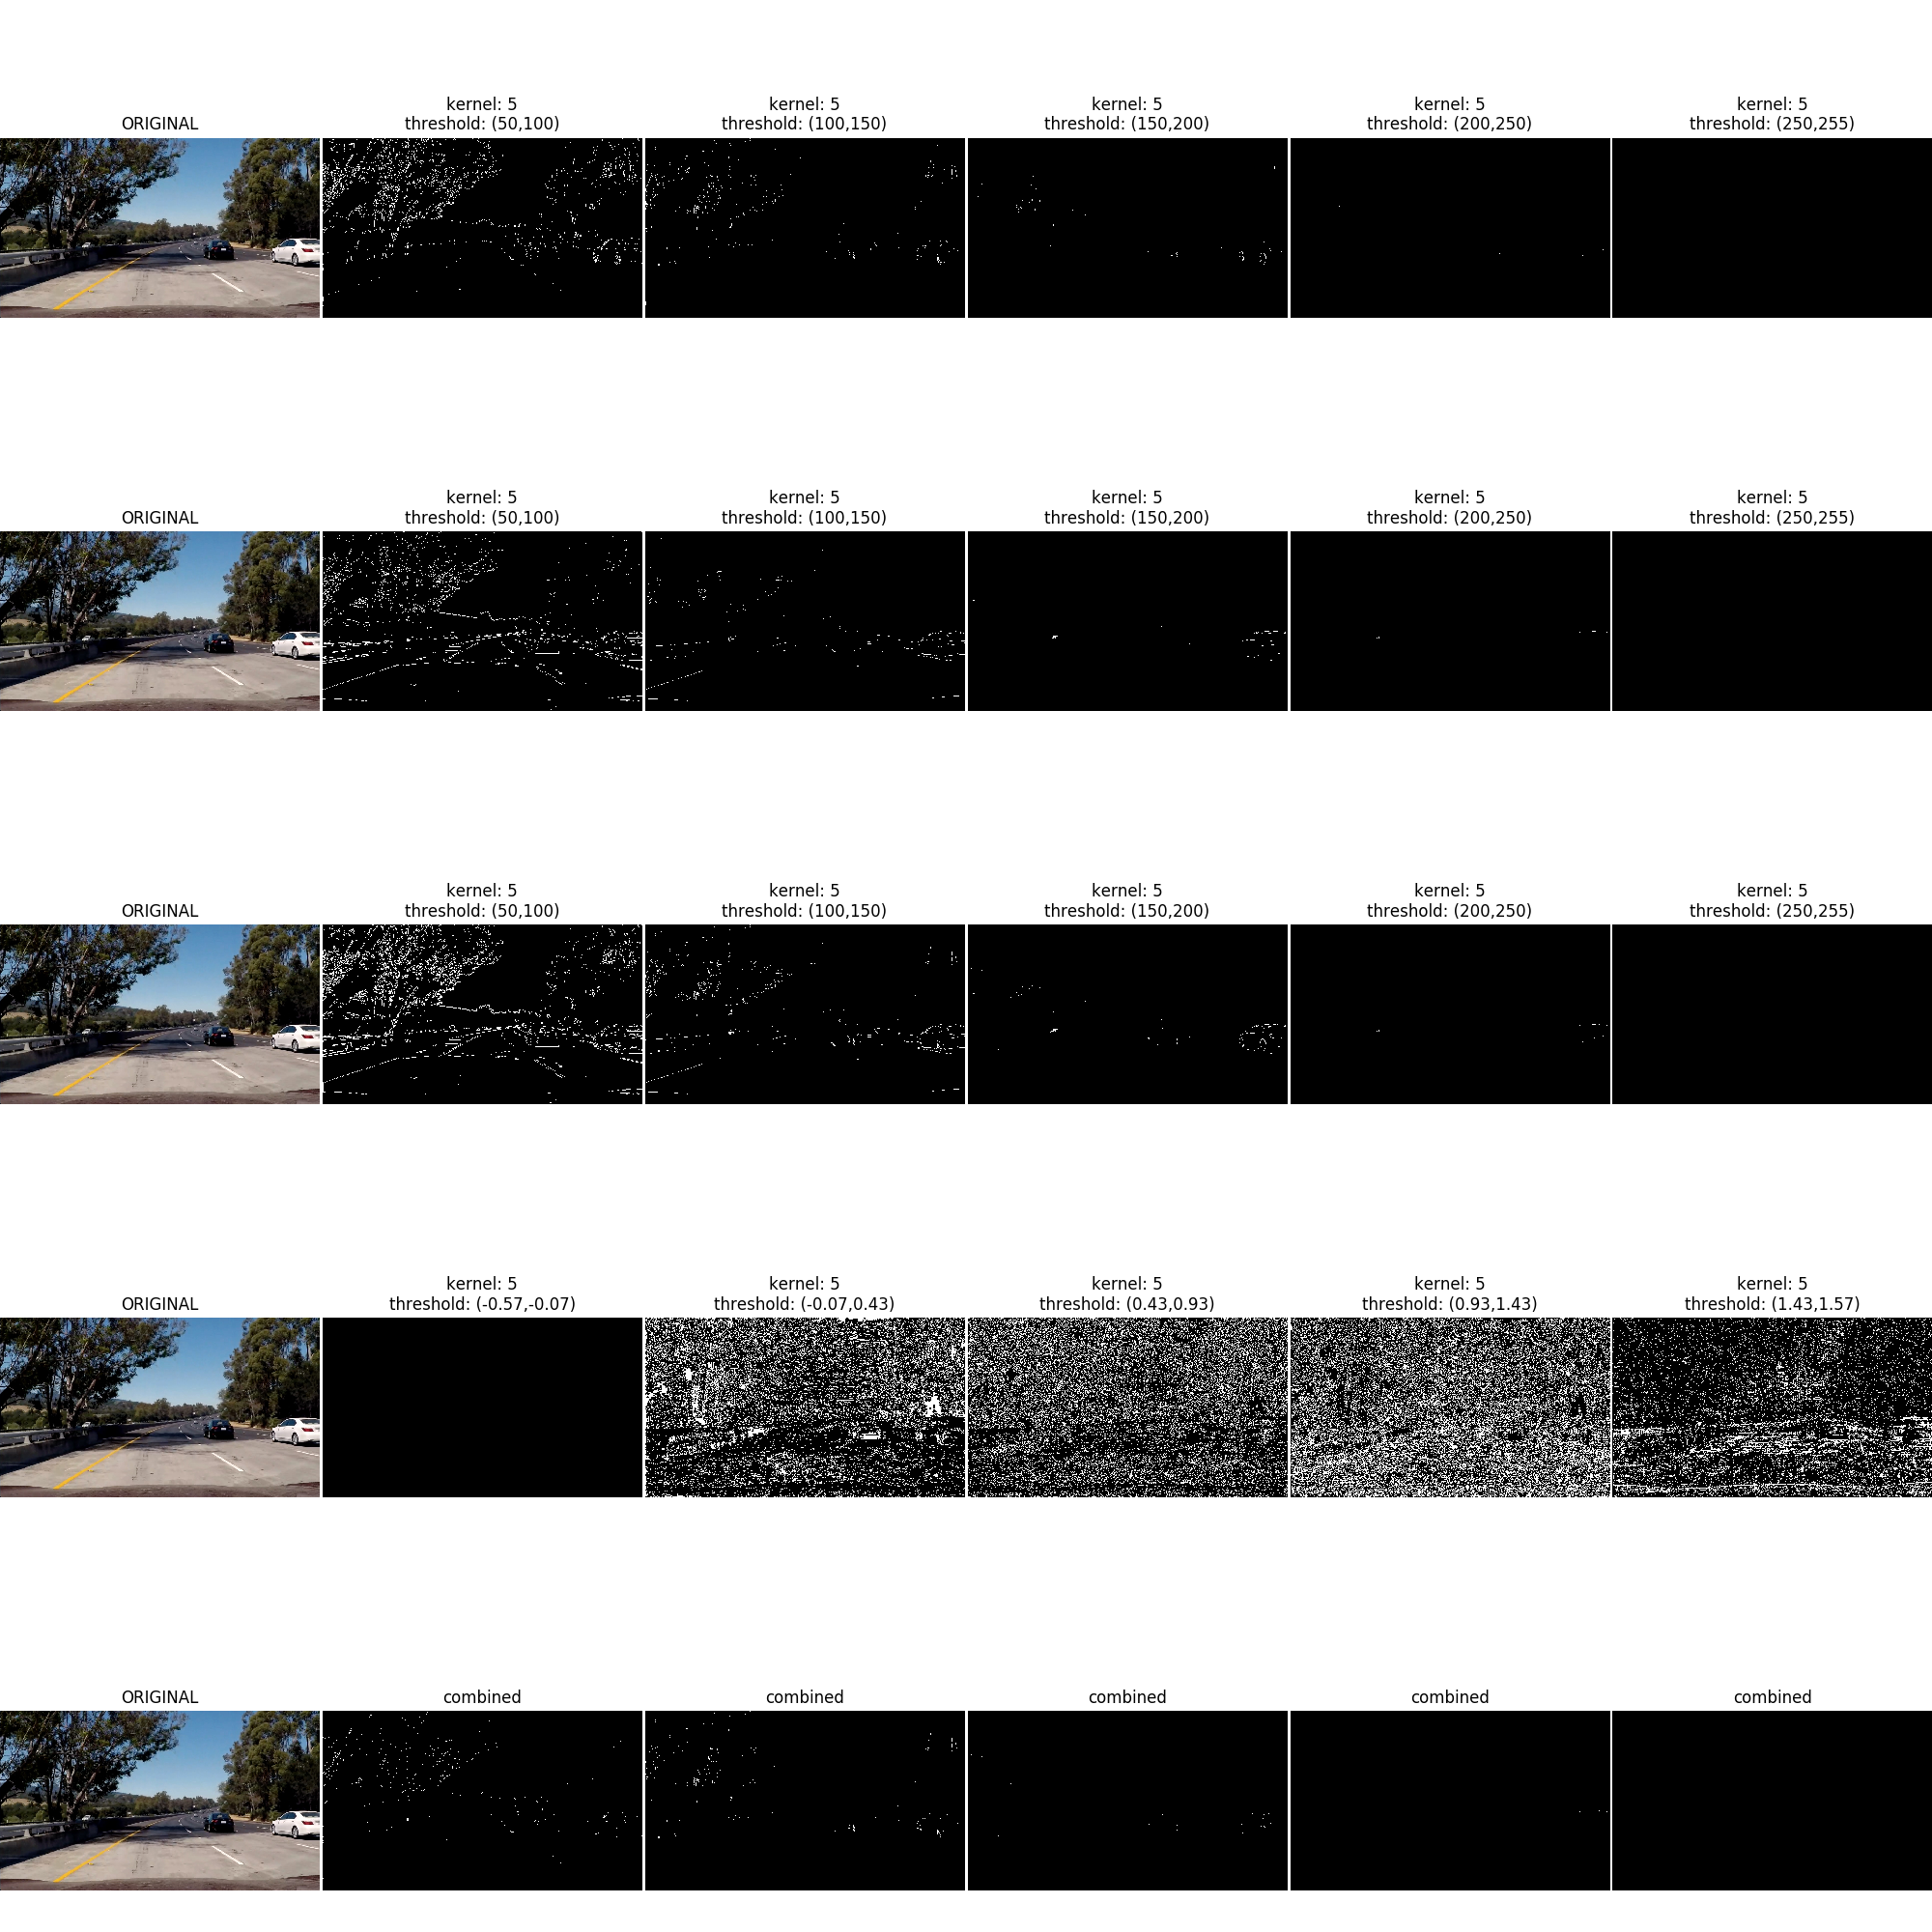 ORIGINAL
kernel: 5
threshold: (50,100)
kernel: 5
threshold: (100,150)
kernel: 5
threshold: (150,200)
kernel: 5
threshold: (200,250)
kernel: 5
threshold: (250,255)
ORIGINAL
kernel: 5
threshold: (50,100)
kernel: 5
threshold: (100,150)
kernel: 5
threshold: (150,200)
kernel: 5
threshold: (200,250)
kernel: 5
threshold: (250,255)
ORIGINAL
kernel: 5
threshold: (50,100)
kernel: 5
threshold: (100,150)
kernel: 5
threshold: (150,200)
kernel: 5
threshold: (200,250)
kernel: 5
threshold: (250,255)
ORIGINAL
kernel: 5
threshold: (-0.57,-0.07)
kernel: 5
threshold: (-0.07,0.43)
kernel: 5
threshold: (0.43,0.93)
kernel: 5
threshold: (0.93,1.43)
kernel: 5
threshold: (1.43,1.57)
ORIGINAL
combined
combined
combined
combined
combined